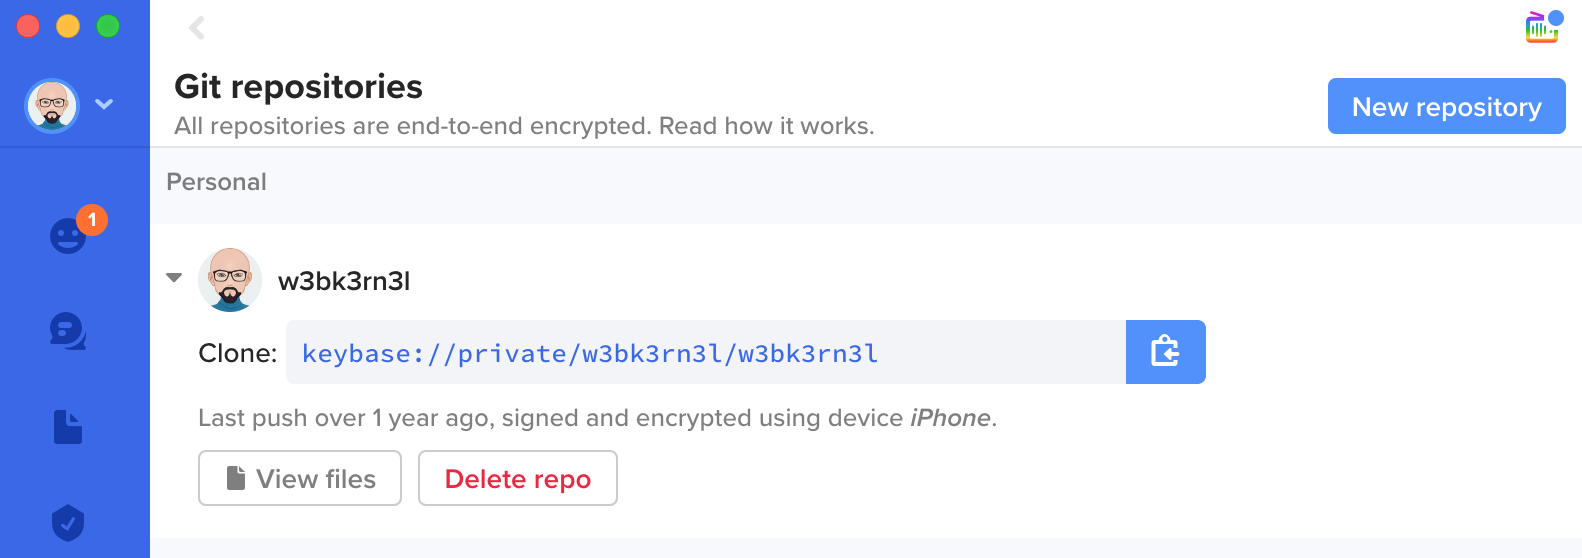 Git repositories
All repositories are end-to-end encrypted. Read how it works.
New repository
Personal
1
w3bk3rn3l
Clone: keybase://private/w3bk3rn3l/w3bk3rn3l
Last push over 1 year ago, signed and encrypted using device iPhone.
View files
Delete repo